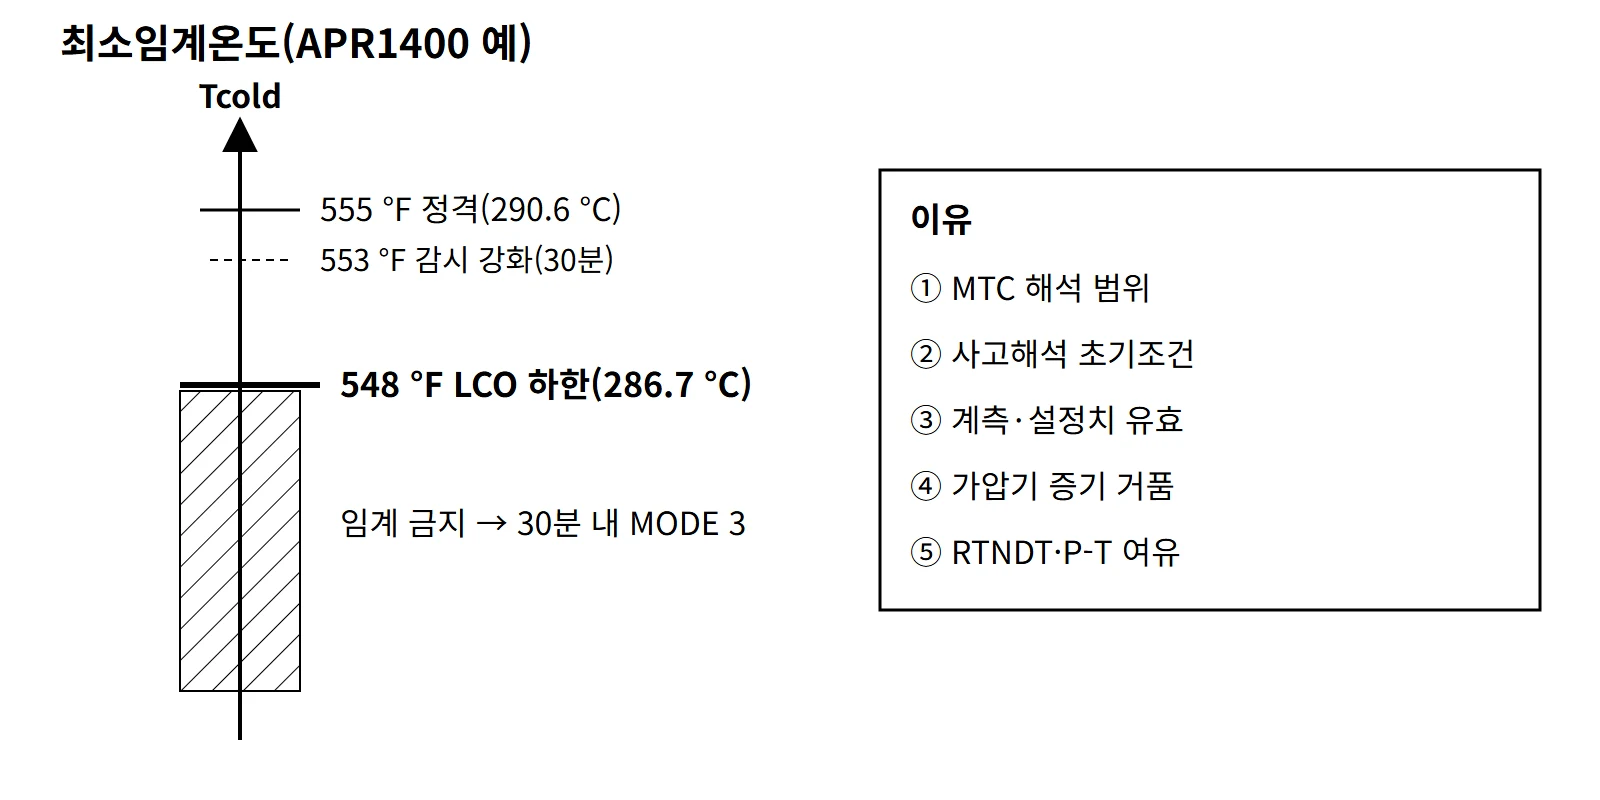 최소임계온도(APR1400 예)
Tcold
555 °F 정격(290.6 °C)
553 °F 감시 강화(30분)
548 °F LCO 하한(286.7 °C)
임계 금지 → 30분 내 MODE 3
이유
① MTC 해석 범위
② 사고해석 초기조건
③ 계측·설정치 유효
④ 가압기 증기 거품
⑤ RTNDT·P-T 여유